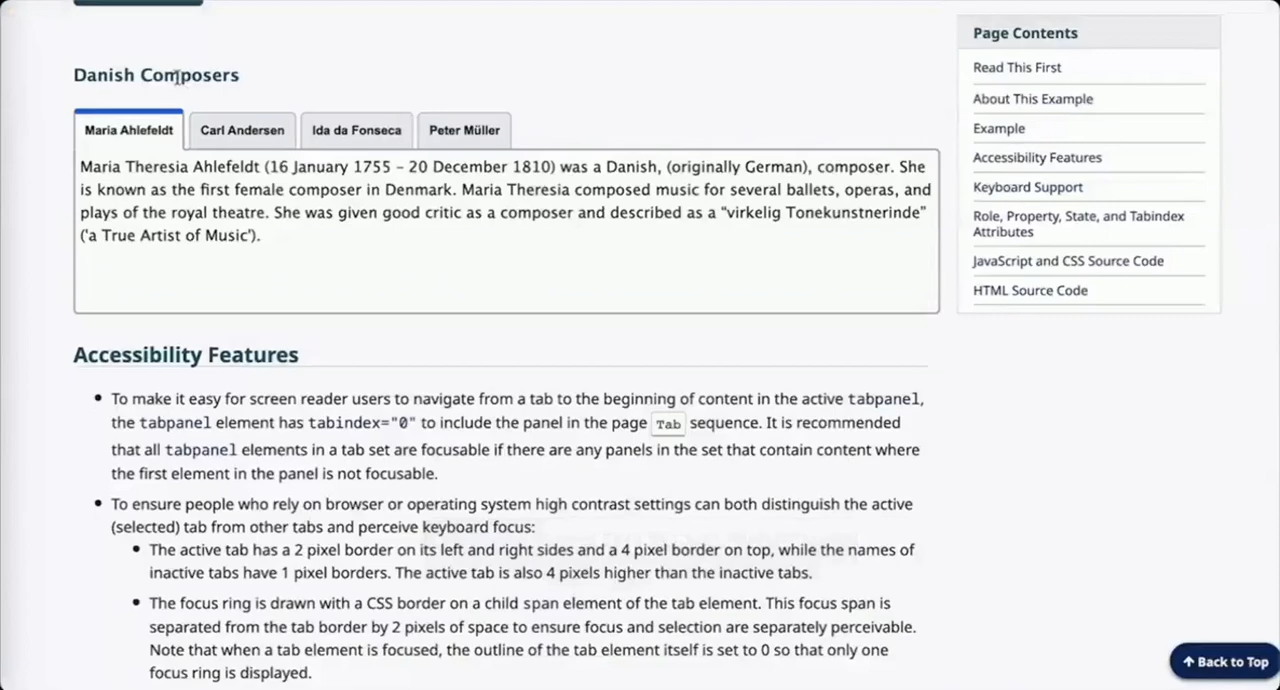 Danish Composers
Maria Ahlefeldt
Carl Andersen
Ida da Fonseca
Peter Müller
Maria Theresia Ahlefeldt (16 January 1755 – 20 December 1810) was a Danish, (originally German), composer. She
is known as the first female composer in Denmark. Maria Theresia composed music for several ballets, operas, and
plays of the royal theatre. She was given good critic as a composer and described as a “virkelig Tonekunstnerinde”
('a True Artist of Music').
Accessibility Features
• To make it easy for screen reader users to navigate from a tab to the beginning of content in the active tabpanel,
the tabpanel element has tabindex="0" to include the panel in the page Tab sequence. It is recommended
that all tabpanel elements in a tab set are focusable if there are any panels in the set that contain content where
the first element in the panel is not focusable.
• To ensure people who rely on browser or operating system high contrast settings can both distinguish the active
(selected) tab from other tabs and perceive keyboard focus:
• The active tab has a 2 pixel border on its left and right sides and a 4 pixel border on top, while the names of
inactive tabs have 1 pixel borders. The active tab is also 4 pixels higher than the inactive tabs.
• The focus ring is drawn with a CSS border on a child span element of the tab element. This focus span is
separated from the tab border by 2 pixels of space to ensure focus and selection are separately perceivable.
Note that when a tab element is focused, the outline of the tab element itself is set to 0 so that only one
focus ring is displayed.
Page Contents
Read This First
About This Example
Example
Accessibility Features
Keyboard Support
Role, Property, State, and Tabindex
Attributes
JavaScript and CSS Source Code
HTML Source Code
↑ Back to Top